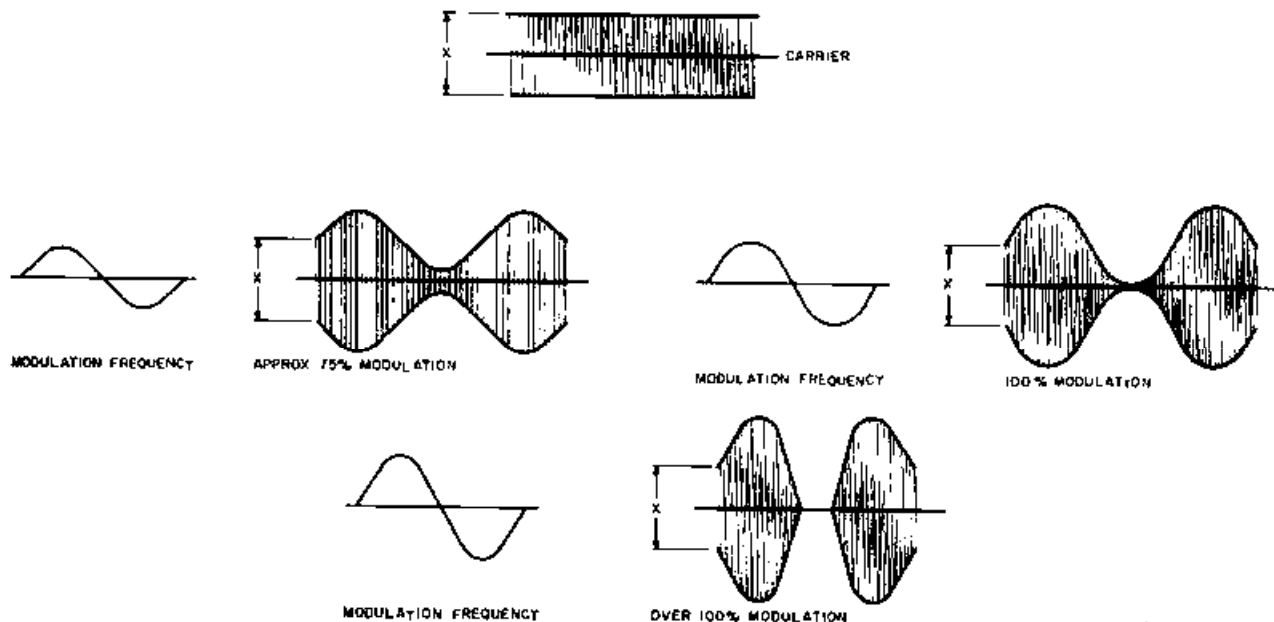 X
CARRIER
X
X
MODULATION FREQUENCY
APPROX 75% MODULATION
MODULATION FREQUENCY
100% MODULATION
X
MODULATION FREQUENCY
OVER 100% MODULATION